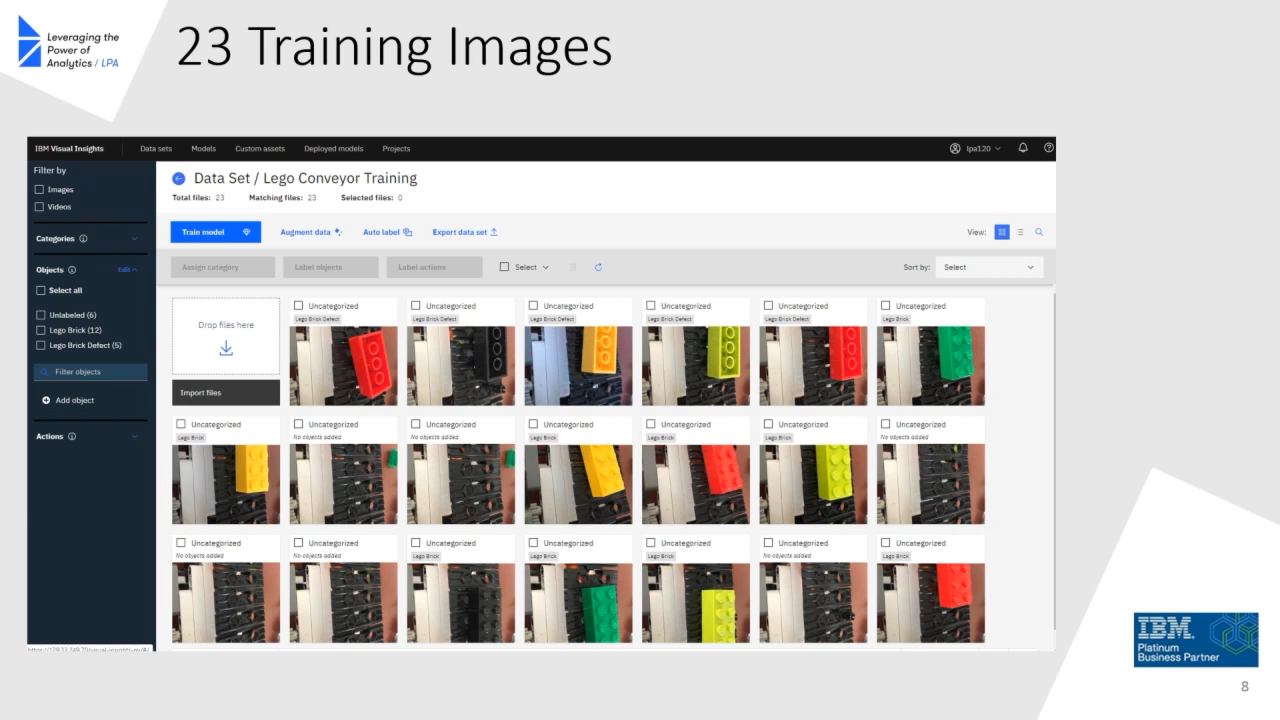 Leveraging the
Power of
Analytics / LPA
23 Training Images
IBM Visual Insights
Data sets
Models
Custom assets
Deployed models
Projects
lpa120
Filter by
Images
Videos
Categories
Objects
Edit
Select all
Unlabeled (6)
Lego Brick (12)
Lego Brick Defect (5)
Filter objects
Add object
Actions
Data Set / Lego Conveyor Training
Total files: 23
Matching files: 23
Selected files: 0
Train model
Augment data
Auto label
Export data set
View:
Assign category
Label objects
Label actions
Select
Sort by:
Select
Drop files here
Import files
Uncategorized
Lego Brick Defect
Uncategorized
Lego Brick Defect
Uncategorized
Lego Brick Defect
Uncategorized
Lego Brick Defect
Uncategorized
Lego Brick Defect
Uncategorized
Lego Brick
Uncategorized
Lego Brick
Uncategorized
No objects added
Uncategorized
No objects added
Uncategorized
Lego Brick
Uncategorized
Lego Brick
Uncategorized
Lego Brick
Uncategorized
No objects added
Uncategorized
No objects added
Uncategorized
No objects added
Uncategorized
Lego Brick
Uncategorized
Lego Brick
Uncategorized
Lego Brick
Uncategorized
No objects added
Uncategorized
Lego Brick
IBM.
Platinum
Business Partner
8